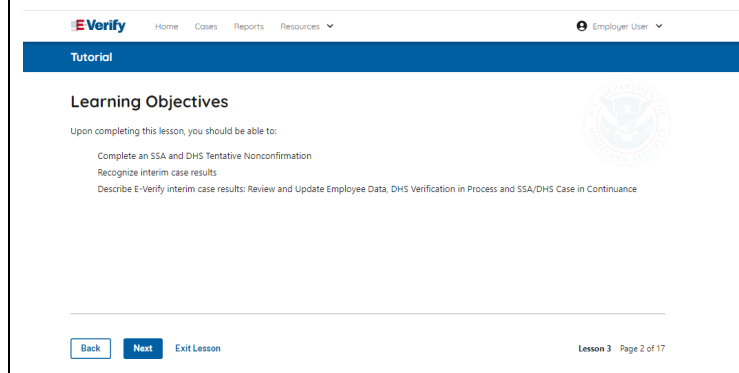 E-Verify Home Cases Reports Resources Employer User
Tutorial
Learning Objectives
Upon completing this lesson, you should be able to:
Complete an SSA and DHS Tentative Nonconfirmation
Recognize interim case results
Describe E-Verify interim case results: Review and Update Employee Data, DHS Verification in Process and SSA/DHS Case in Continuance
Back Next Exit Lesson Lesson 3 Page 2 of 17